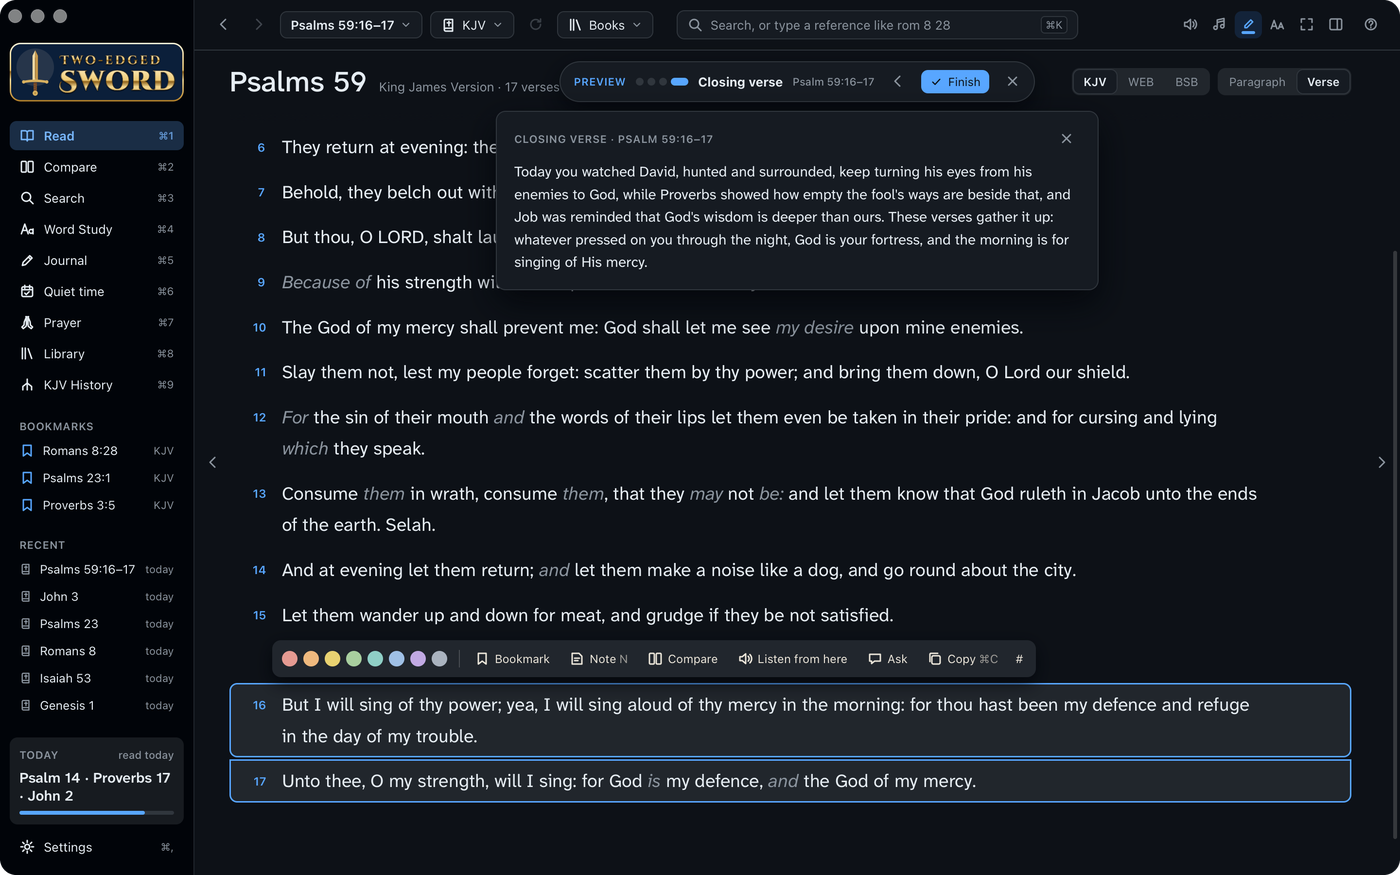 Psalms 59:16–17
KJV
Books
Search, or type a reference like rom 8 28
⌘K
TWO-EDGED
SWORD
Read ⌘1
Compare ⌘2
Search ⌘3
Word Study ⌘4
Journal ⌘5
Quiet time ⌘6
Prayer ⌘7
Library ⌘8
KJV History ⌘9
BOOKMARKS
Romans 8:28 KJV
Psalms 23:1 KJV
Proverbs 3:5 KJV
RECENT
Psalms 59:16–17 today
John 3 today
Psalms 23 today
Romans 8 today
Isaiah 53 today
Genesis 1 today
TODAY read today
Psalm 14 · Proverbs 17
· John 2
Settings ⌘,
Psalms 59 King James Version · 17 verses
PREVIEW Closing verse Psalm 59:16–17 Finish
KJV WEB BSB Paragraph Verse
CLOSING VERSE · PSALM 59:16–17
Today you watched David, hunted and surrounded, keep turning his eyes from his
enemies to God, while Proverbs showed how empty the fool's ways are beside that, and
Job was reminded that God's wisdom is deeper than ours. These verses gather it up:
whatever pressed on you through the night, God is your fortress, and the morning is for
singing of His mercy.
6 They return at evening: the
7 Behold, they belch out with
8 But thou, O LORD, shalt
9 Because of his strength
10 The God of my mercy shall prevent me: God shall let me see my desire upon mine enemies.
11 Slay them not, lest my people forget: scatter them by thy power; and bring them down, O Lord our shield.
12 For the sin of their mouth and the words of their lips let them even be taken in their pride: and for cursing and lying
which they speak.
13 Consume them in wrath, consume them, that they may not be: and let them know that God ruleth in Jacob unto the ends
of the earth. Selah.
14 And at evening let them return; and let them make a noise like a dog, and go round about the city.
15 Let them wander up and down for meat, and grudge if they be not satisfied.
Bookmark Note N Compare Listen from here Ask Copy ⌘C #
16 But I will sing of thy power; yea, I will sing aloud of thy mercy in the morning: for thou hast been my defence and refuge
in the day of my trouble.
17 Unto thee, O my strength, will I sing: for God is my defence, and the God of my mercy.